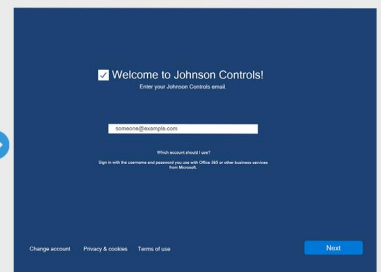 Welcome to Johnson Controls!
Enter your Johnson Controls email.
someone@example.com
Which account should I use?
Sign in with the username and password you use with Office 365 or other business services
from Microsoft.
Change account Privacy & cookies Terms of use Next